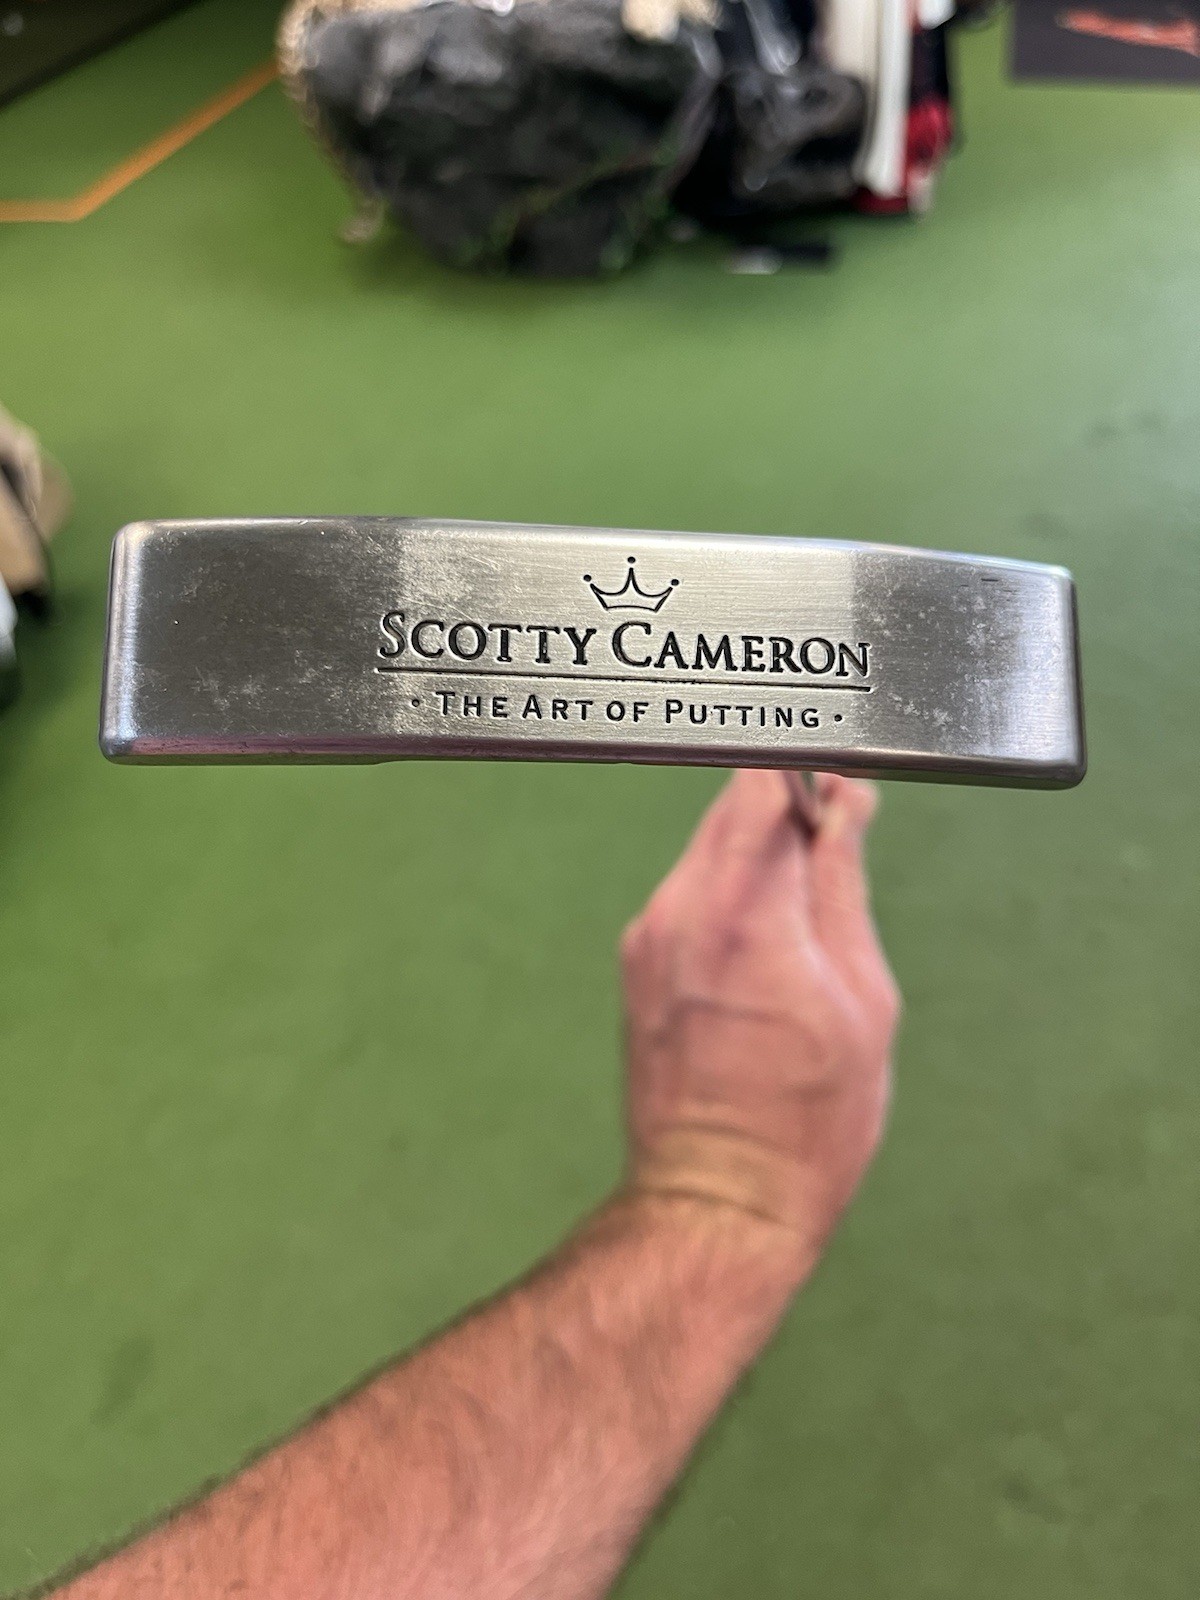 SCOTTY CAMERON
• THE ART OF PUTTING •